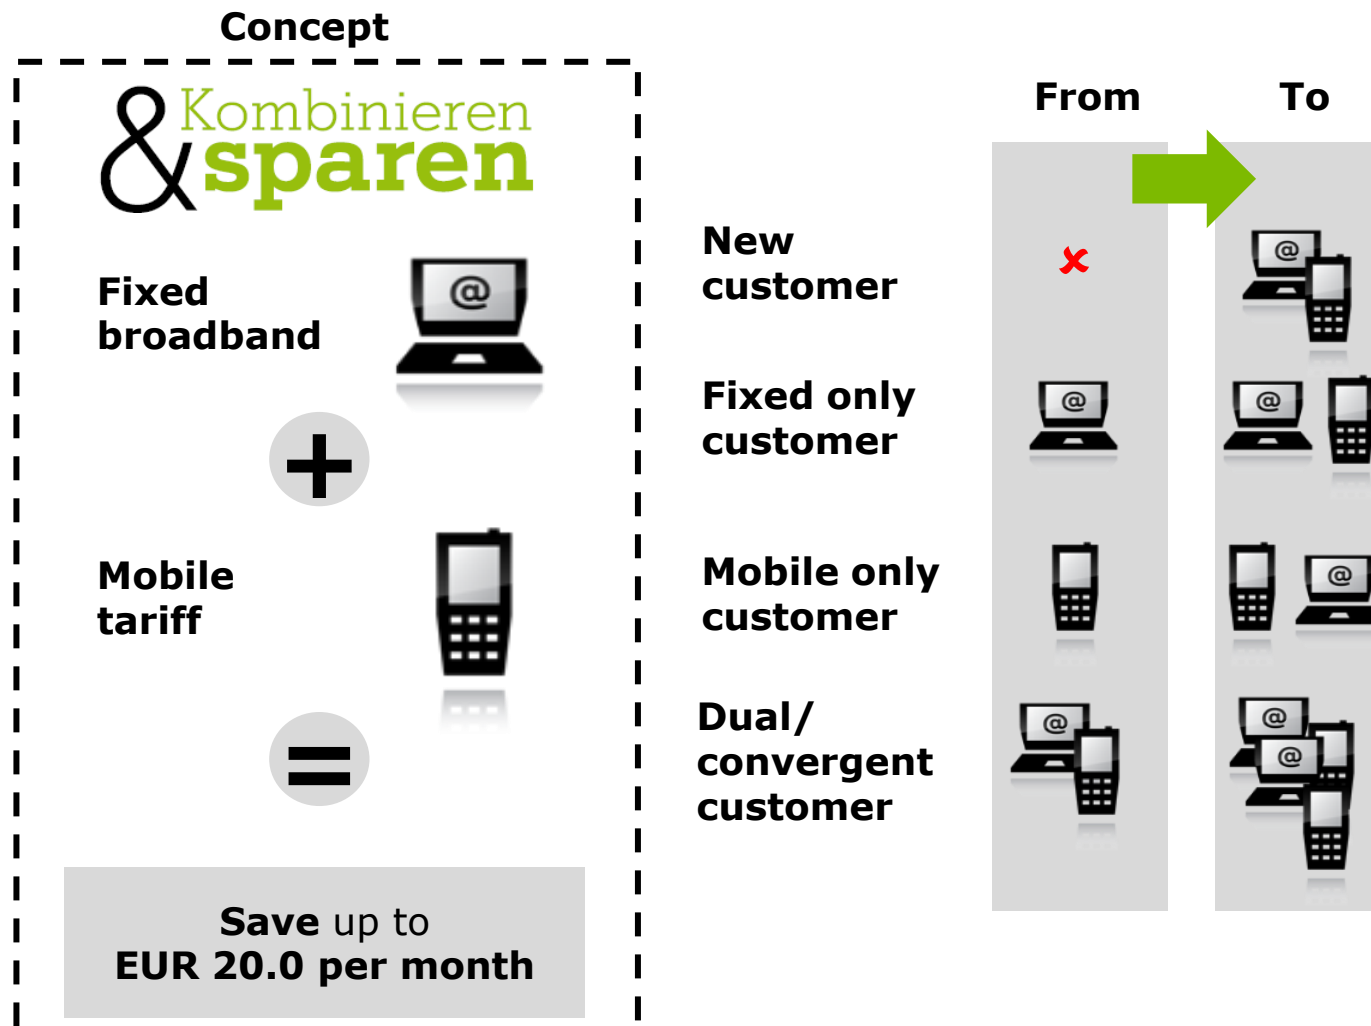 Concept
& Kombinieren
sparen
Fixed
broadband
@
+
Mobile
tariff
=
Save up to
EUR 20.0 per month
From
To
New
customer
@
Fixed only
customer
@
@
Mobile only
customer
@
Dual/
convergent
customer
@
@
@